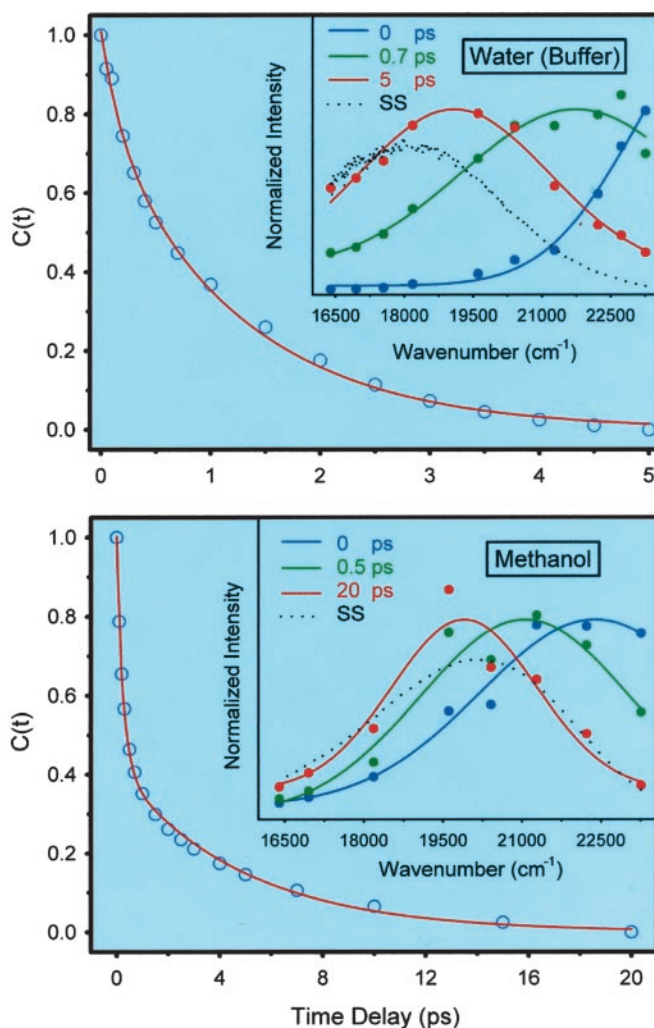 1.0
0.8
0.6
0.4
0.2
0.0
C(t)
0 1 2 3 4 5
0 ps
0.7 ps
5 ps
SS
Water (Buffer)
Normalized Intensity
16500 18000 19500 21000 22500
Wavenumber (cm⁻¹)
1.0
0.8
0.6
0.4
0.2
0.0
C(t)
0 4 8 12 16 20
Time Delay (ps)
0 ps
0.5 ps
20 ps
SS
Methanol
Normalized Intensity
16500 18000 19500 21000 22500
Wavenumber (cm⁻¹)